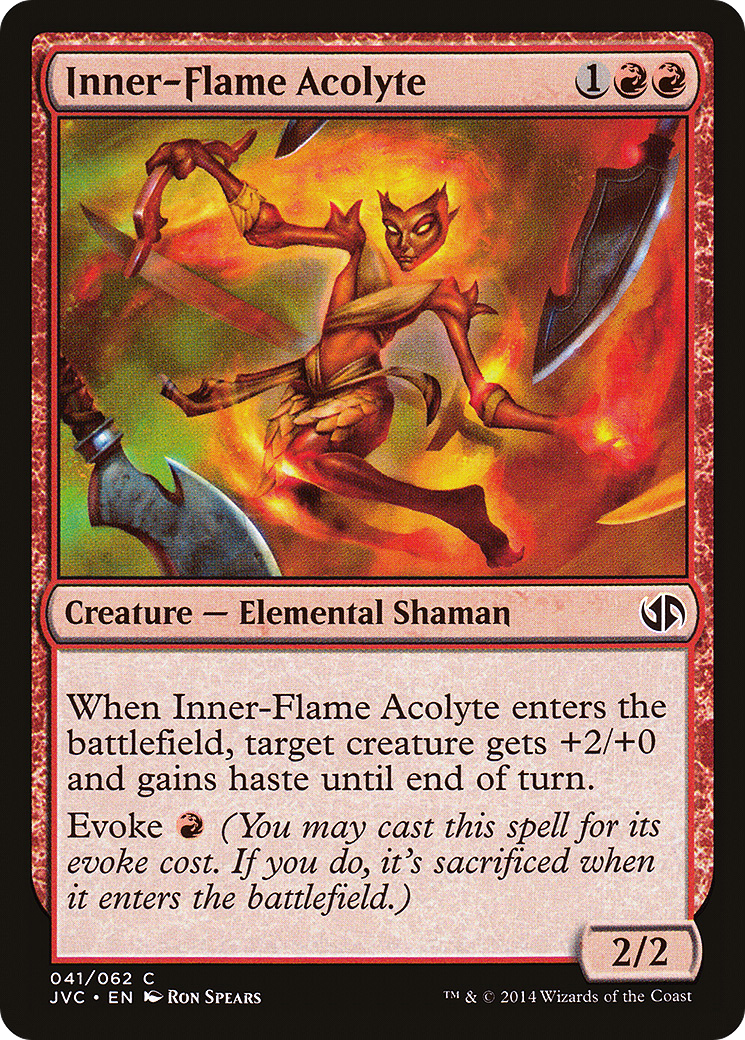 Inner-Flame Acolyte 1
Creature — Elemental Shaman
When Inner-Flame Acolyte enters the
battlefield, target creature gets +2/+0
and gains haste until end of turn.
Evoke (You may cast this spell for its
evoke cost. If you do, it's sacrificed when
it enters the battlefield.)
2/2
041/062 C
JVC • EN Ron Spears
™ & © 2014 Wizards of the Coast